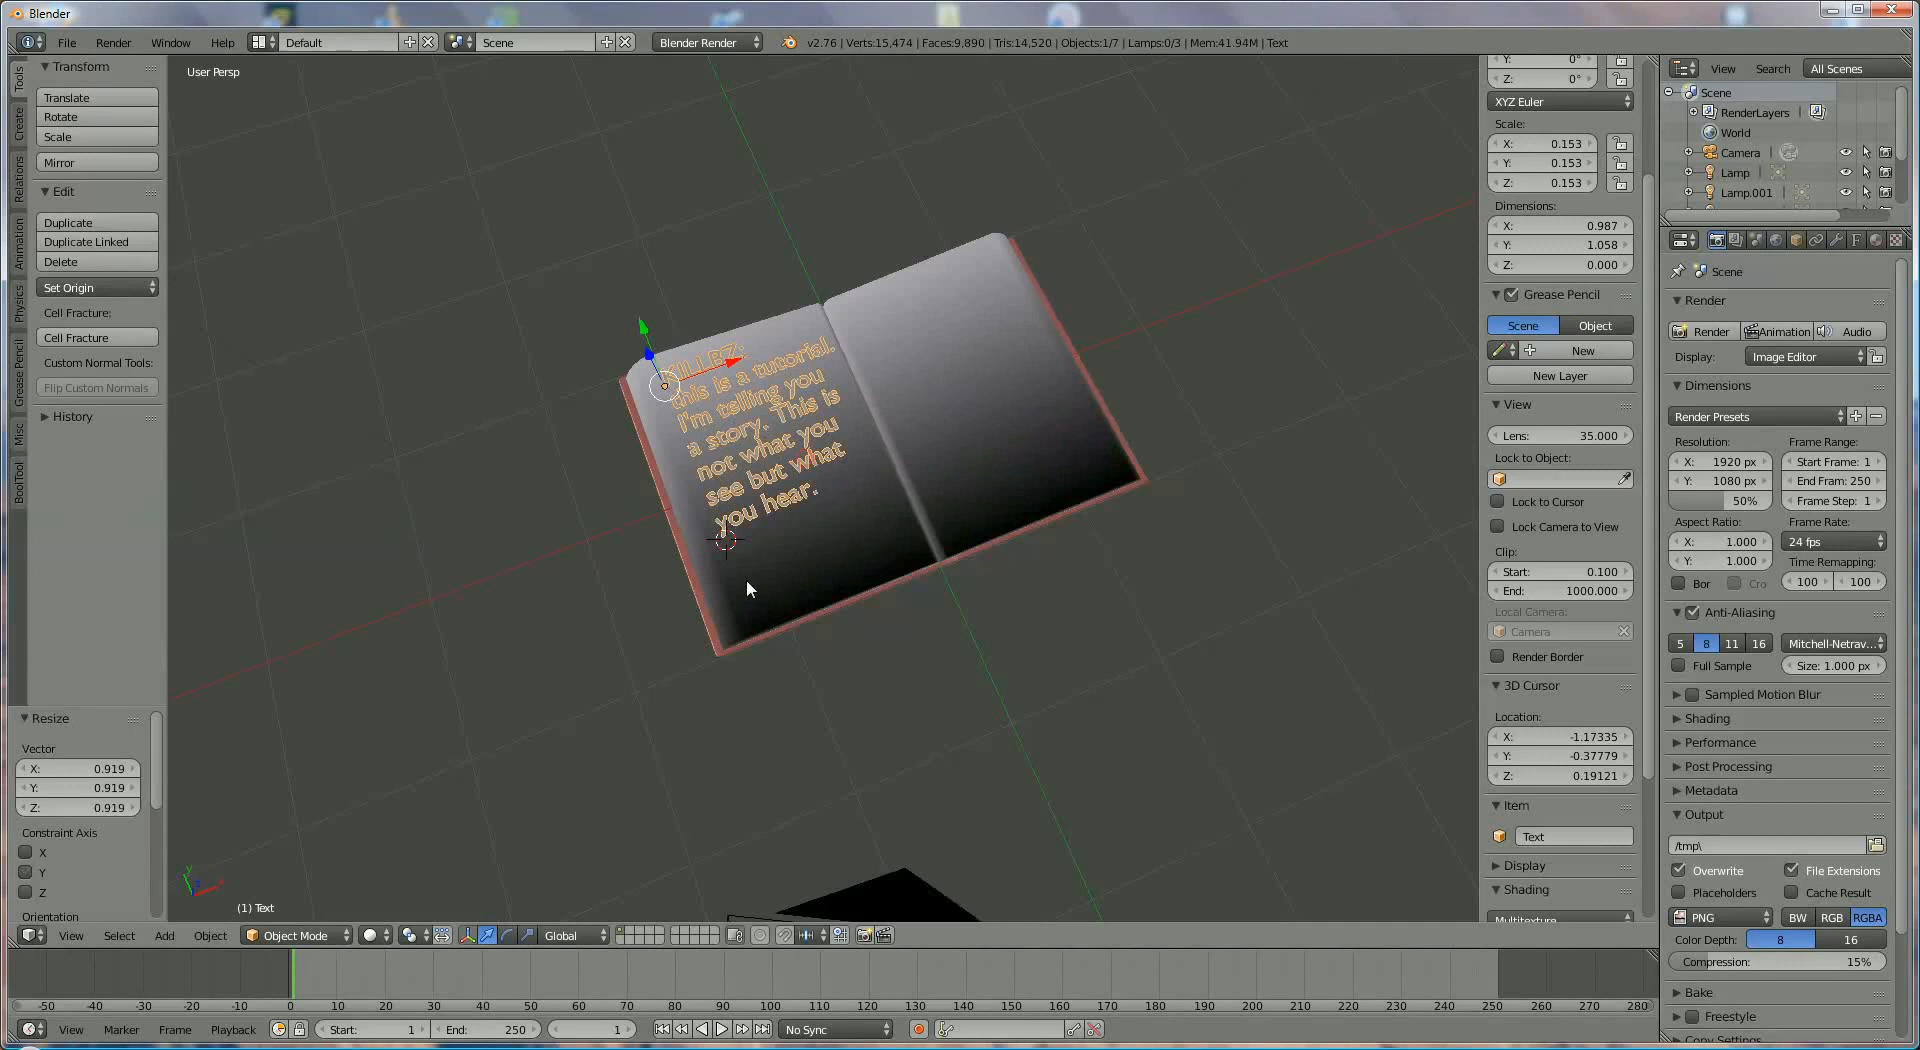 Blender
File Render Window Help Default Scene Blender Render v2.76 | Verts:15,474 | Faces:9,890 | Tris:14,520 | Objects:1/7 | Lamps:0/3 | Mem:41.94M | Text
Tools
Create
Relations
Animation
Physics
Grease Pencil
Misc
BoolTool
Transform
Translate
Rotate
Scale
Mirror
Edit
Duplicate
Duplicate Linked
Delete
Set Origin
Cell Fracture:
Cell Fracture
Custom Normal Tools:
Flip Custom Normals
History
Resize
Vector
X: 0.919
Y: 0.919
Z: 0.919
Constraint Axis
X
Y
Z
Orientation
User Persp
KILLBZ:
this is a tutorial.
I'm telling you
a story. This is
not what you
see but what
you hear.
(1) Text
Y: 0°
Z: 0°
XYZ Euler
Scale:
X: 0.153
Y: 0.153
Z: 0.153
Dimensions:
X: 0.987
Y: 1.058
Z: 0.000
Grease Pencil
Scene Object
New
New Layer
View
Lens: 35.000
Lock to Object:
Lock to Cursor
Lock Camera to View
Clip:
Start: 0.100
End: 1000.000
Local Camera:
Camera
Render Border
3D Cursor
Location:
X: -1.17335
Y: -0.37779
Z: 0.19121
Item
Text
Display
Shading
Multitexture
View Search All Scenes
Scene
RenderLayers
World
Camera
Lamp
Lamp.001
Scene
Render
Render Animation Audio
Display: Image Editor
Dimensions
Render Presets
Resolution: Frame Range:
X: 1920 px Start Frame: 1
Y: 1080 px End Fram: 250
50% Frame Step: 1
Aspect Ratio: Frame Rate:
X: 1.000 24 fps
Y: 1.000 Time Remapping:
Bor Cro 100 100
Anti-Aliasing
5 8 11 16 Mitchell-Netrav...
Full Sample Size: 1.000 px
Sampled Motion Blur
Shading
Performance
Post Processing
Metadata
Output
/tmp\
Overwrite File Extensions
Placeholders Cache Result
PNG BW RGB RGBA
Color Depth: 8 16
Compression: 15%
Bake
Freestyle
View Select Add Object Object Mode Global
-50 -40 -30 -20 -10 0 10 20 30 40 50 60 70 80 90 100 110 120 130 140 150 160 170 180 190 200 210 220 230 240 250 260 270 280
View Marker Frame Playback Start: 1 End: 250 1 No Sync